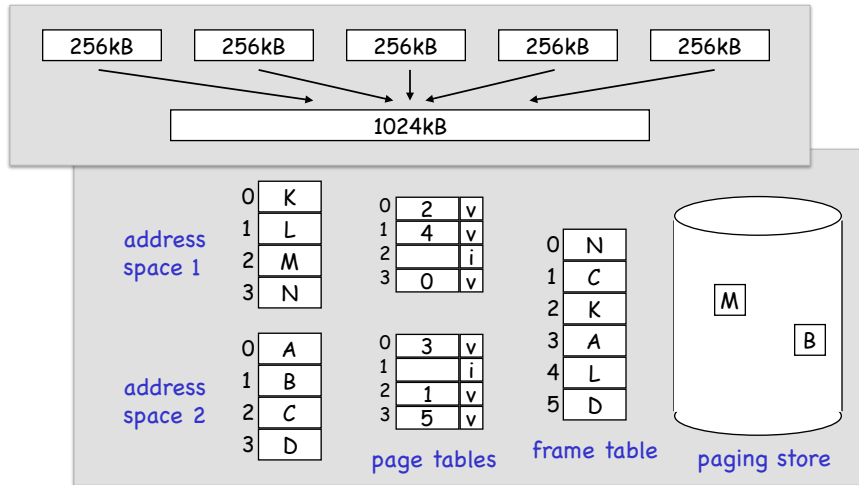 256kB 256kB 256kB 256kB 256kB
1024kB
address
space 1
0 K
1 L
2 M
3 N
0 2 v
1 4 v
2 i
3 0 v
address
space 2
0 A
1 B
2 C
3 D
0 3 v
1 i
2 1 v
3 5 v
page tables
0 N
1 C
2 K
3 A
4 L
5 D
frame table
M
B
paging store